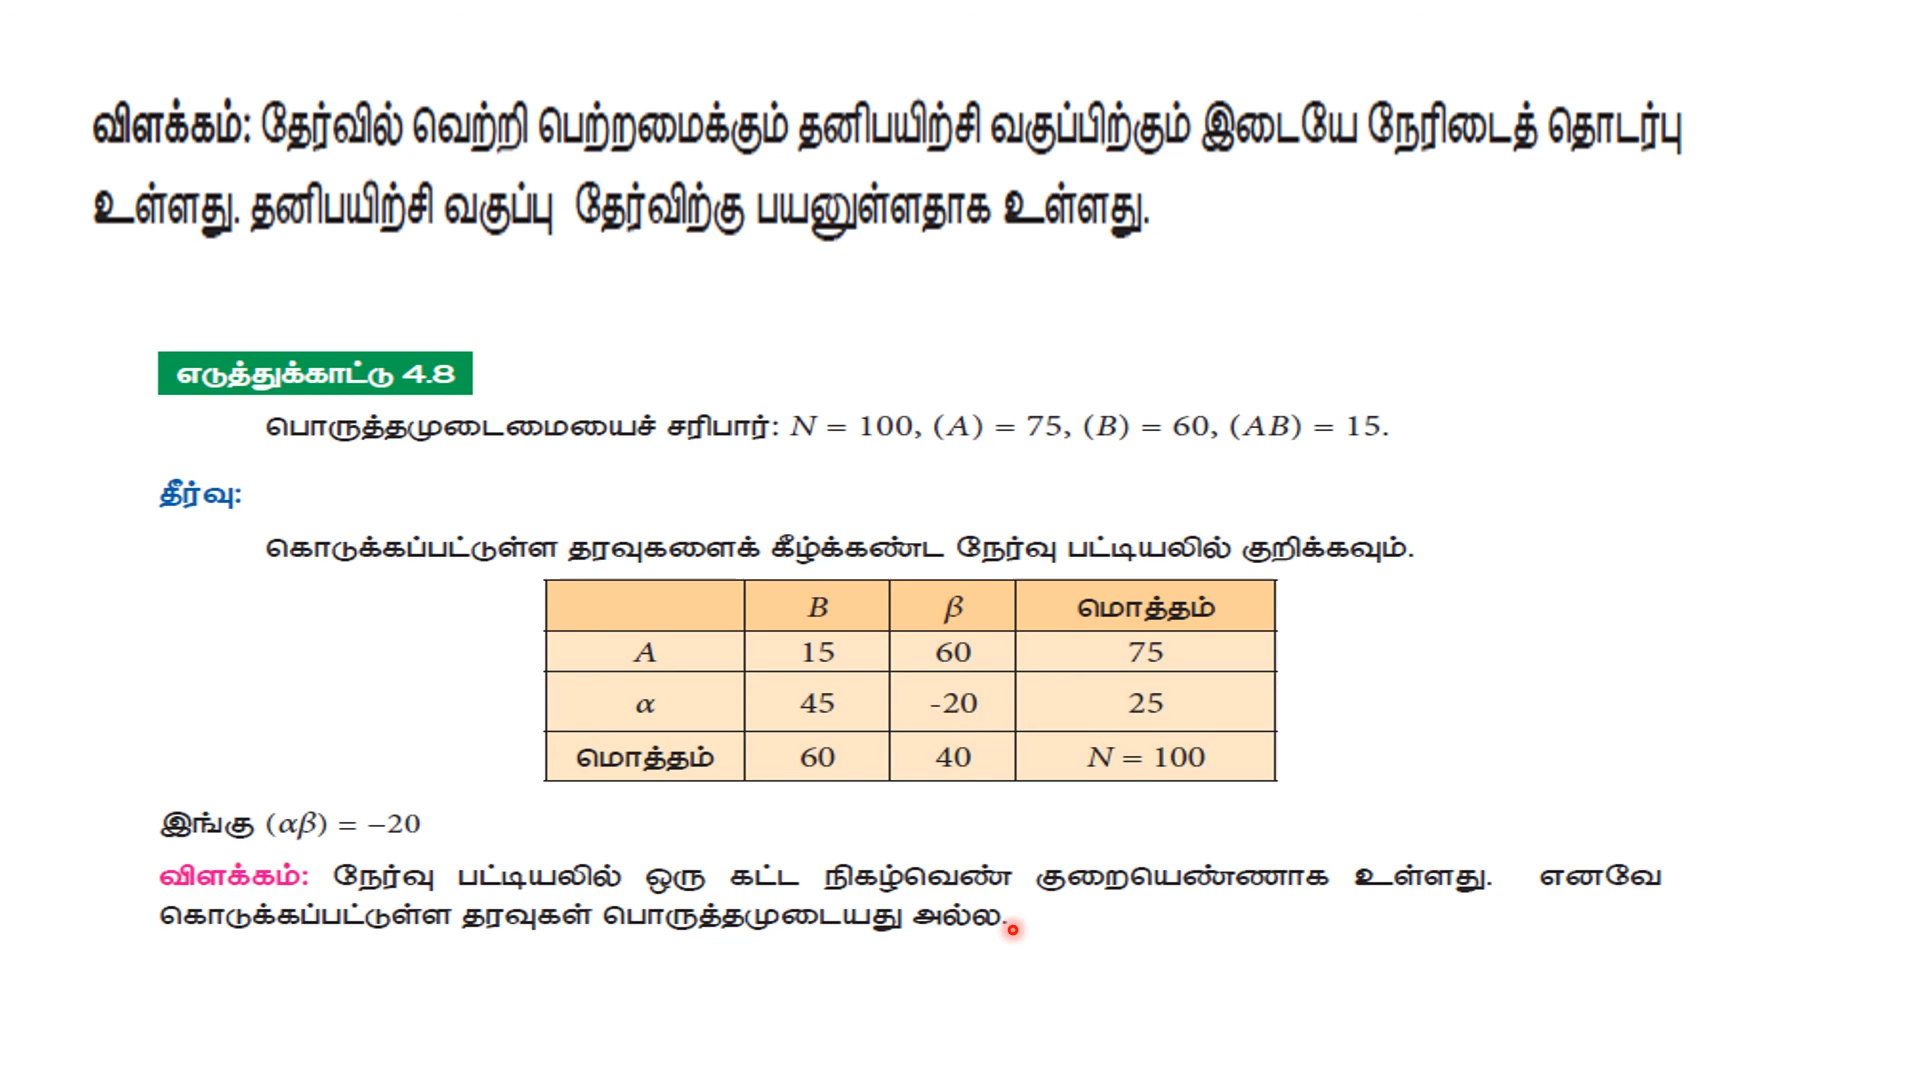 விளக்கம்: தேர்வில் வெற்றி பெற்றமைக்கும் தனிபயிற்சி வகுப்பிற்கும் இடையே நேரிடைத் தொடர்பு
உள்ளது. தனிபயிற்சி வகுப்பு தேர்விற்கு பயனுள்ளதாக உள்ளது.
எடுத்துக்காட்டு 4.8
பொருத்தமுடைமையைச் சரிபார்: N = 100, (A) = 75, (B) = 60, (AB) = 15.
தீர்வு:
கொடுக்கப்பட்டுள்ள தரவுகளைக் கீழ்க்கண்ட நேர்வு பட்டியலில் குறிக்கவும்.
B β மொத்தம்
A 15 60 75
α 45 -20 25
மொத்தம் 60 40 N = 100
இங்கு (αβ) = −20
விளக்கம்: நேர்வு பட்டியலில் ஒரு கட்ட நிகழ்வெண் குறையெண்ணாக உள்ளது. எனவே
கொடுக்கப்பட்டுள்ள தரவுகள் பொருத்தமுடையது அல்ல.